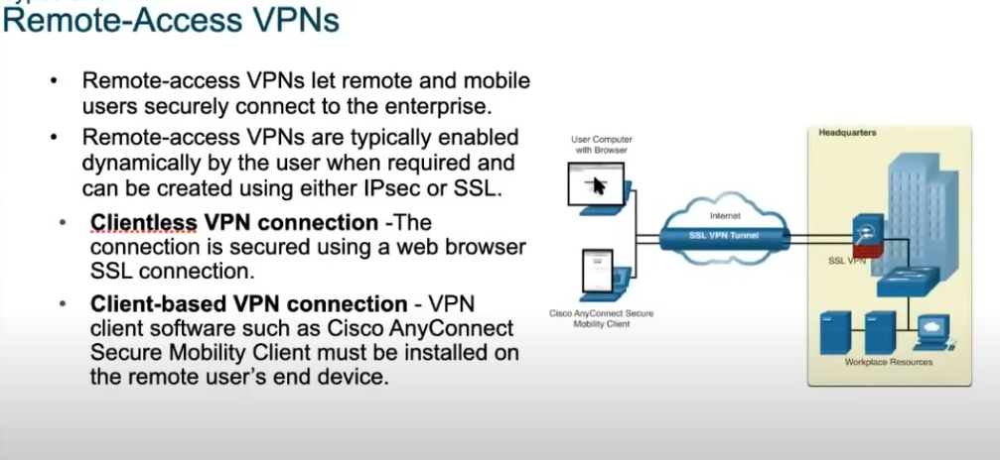 Remote-Access VPNs
• Remote-access VPNs let remote and mobile
users securely connect to the enterprise.
• Remote-access VPNs are typically enabled
dynamically by the user when required and
can be created using either IPsec or SSL.
• Clientless VPN connection -The
connection is secured using a web browser
SSL connection.
• Client-based VPN connection - VPN
client software such as Cisco AnyConnect
Secure Mobility Client must be installed on
the remote user's end device.
User Computer
with Browser
Cisco AnyConnect Secure
Mobility Client
Internet
SSL VPN Tunnel
Headquarters
SSL VPN
Workplace Resources